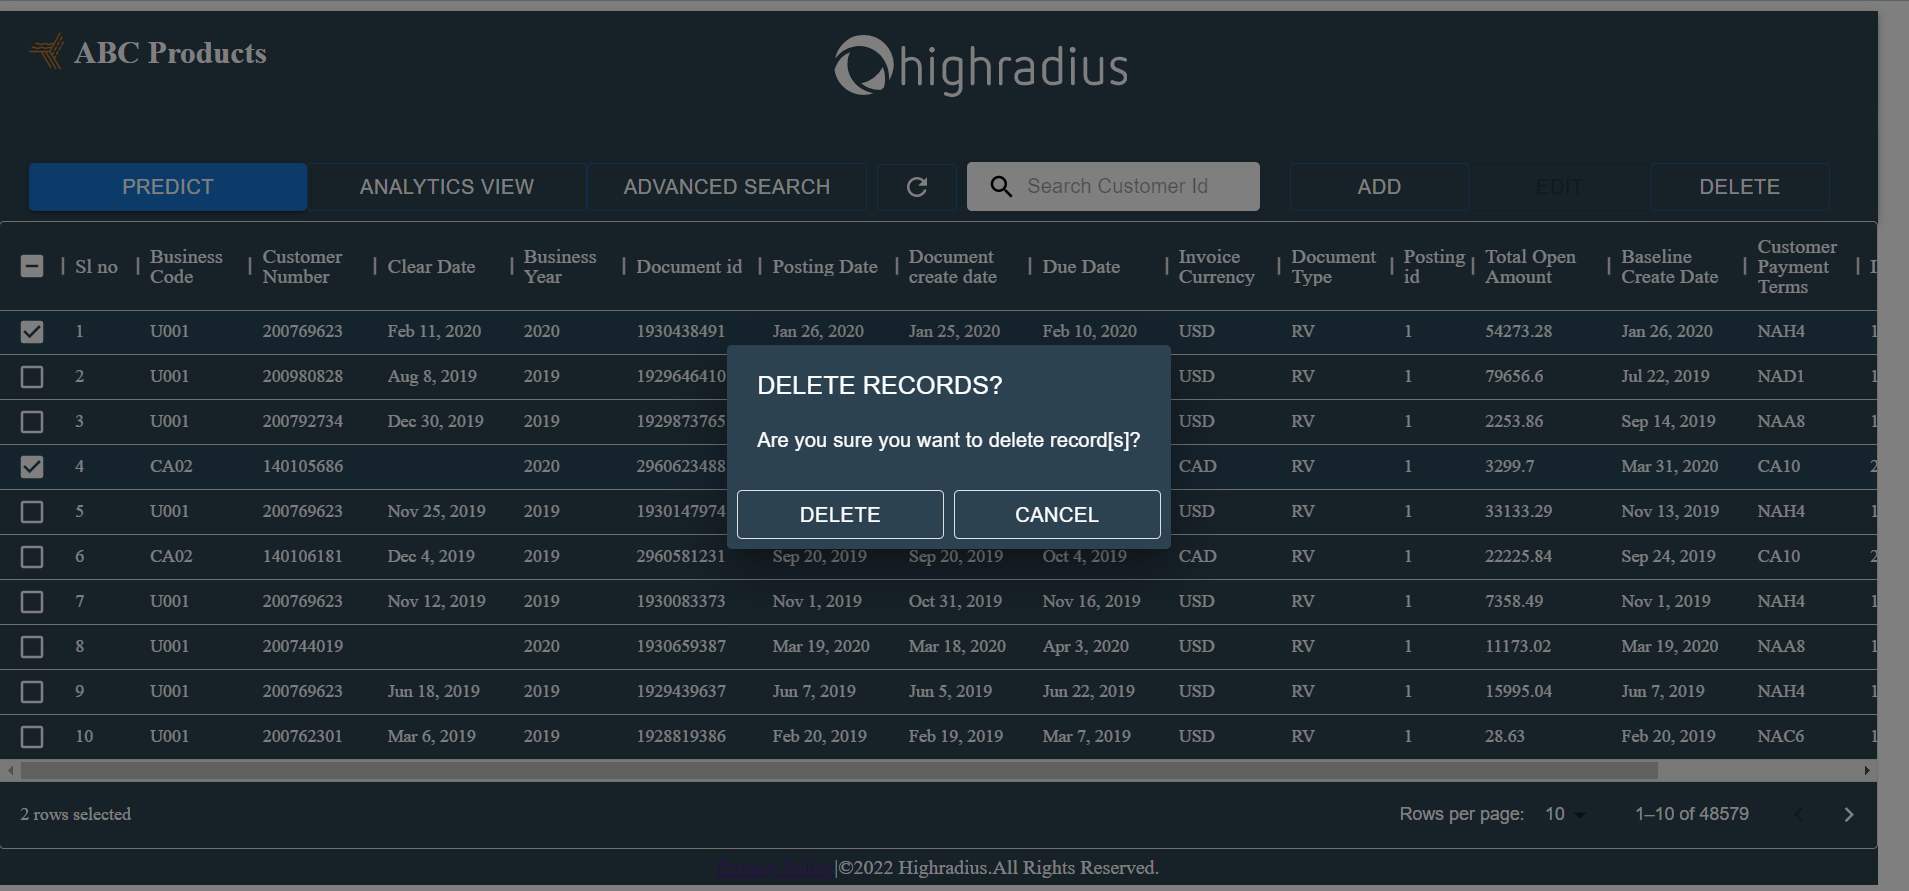 ABC Products
highradius
PREDICT ANALYTICS VIEW ADVANCED SEARCH Search Customer Id ADD EDIT DELETE
Sl no Business Code Customer Number Clear Date Business Year Document id Posting Date Document create date Due Date Invoice Currency Document Type Posting id Total Open Amount Baseline Create Date Customer Payment Terms
1 U001 200769623 Feb 11, 2020 2020 1930438491 Jan 26, 2020 Jan 25, 2020 Feb 10, 2020 USD RV 1 54273.28 Jan 26, 2020 NAH4 1
2 U001 200980828 Aug 8, 2019 2019 1929646410 USD RV 1 79656.6 Jul 22, 2019 NAD1 1
3 U001 200792734 Dec 30, 2019 2019 1929873765 USD RV 1 2253.86 Sep 14, 2019 NAA8 1
4 CA02 140105686 2020 2960623488 CAD RV 1 3299.7 Mar 31, 2020 CA10 2
5 U001 200769623 Nov 25, 2019 2019 1930147974 USD RV 1 33133.29 Nov 13, 2019 NAH4 1
6 CA02 140106181 Dec 4, 2019 2019 2960581231 Sep 20, 2019 Sep 20, 2019 Oct 4, 2019 CAD RV 1 22225.84 Sep 24, 2019 CA10 2
7 U001 200769623 Nov 12, 2019 2019 1930083373 Nov 1, 2019 Oct 31, 2019 Nov 16, 2019 USD RV 1 7358.49 Nov 1, 2019 NAH4 1
8 U001 200744019 2020 1930659387 Mar 19, 2020 Mar 18, 2020 Apr 3, 2020 USD RV 1 11173.02 Mar 19, 2020 NAA8 1
9 U001 200769623 Jun 18, 2019 2019 1929439637 Jun 7, 2019 Jun 5, 2019 Jun 22, 2019 USD RV 1 15995.04 Jun 7, 2019 NAH4 1
10 U001 200762301 Mar 6, 2019 2019 1928819386 Feb 20, 2019 Feb 19, 2019 Mar 7, 2019 USD RV 1 28.63 Feb 20, 2019 NAC6 1
DELETE RECORDS?
Are you sure you want to delete record[s]?
DELETE CANCEL
2 rows selected Rows per page: 10 1–10 of 48579
Privacy Policy|©2022 Highradius.All Rights Reserved.